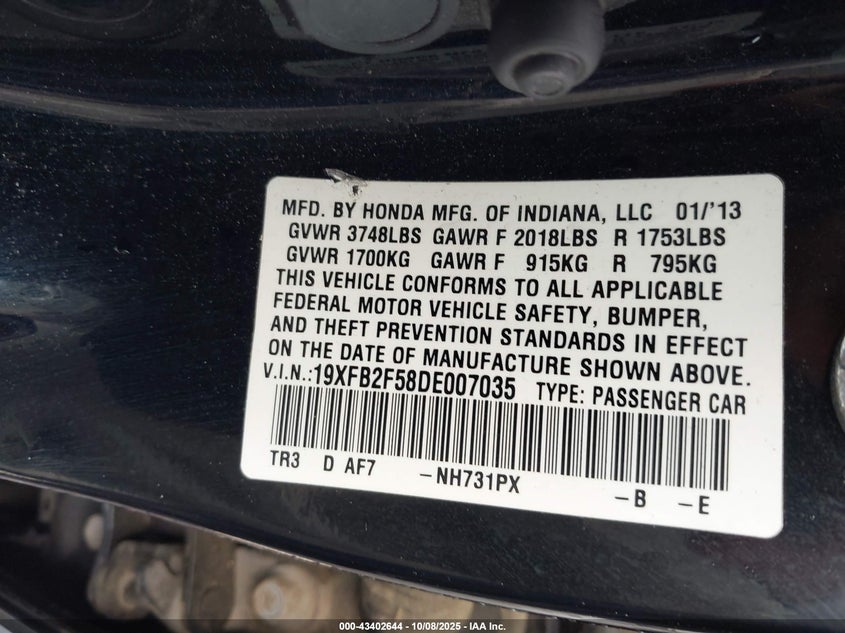 MFD. BY HONDA MFG. OF INDIANA, LLC 01/'13
GVWR 3748LBS GAWR F 2018LBS R 1753LBS
GVWR 1700KG GAWR F 915KG R 795KG
THIS VEHICLE CONFORMS TO ALL APPLICABLE
FEDERAL MOTOR VEHICLE SAFETY, BUMPER,
AND THEFT PREVENTION STANDARDS IN EFFECT
ON THE DATE OF MANUFACTURE SHOWN ABOVE.
V.I.N.:19XFB2F58DE007035 TYPE: PASSENGER CAR
TR3 D AF7 -NH731PX -B -E
000-43402644 - 10/08/2025 - IAA Inc.